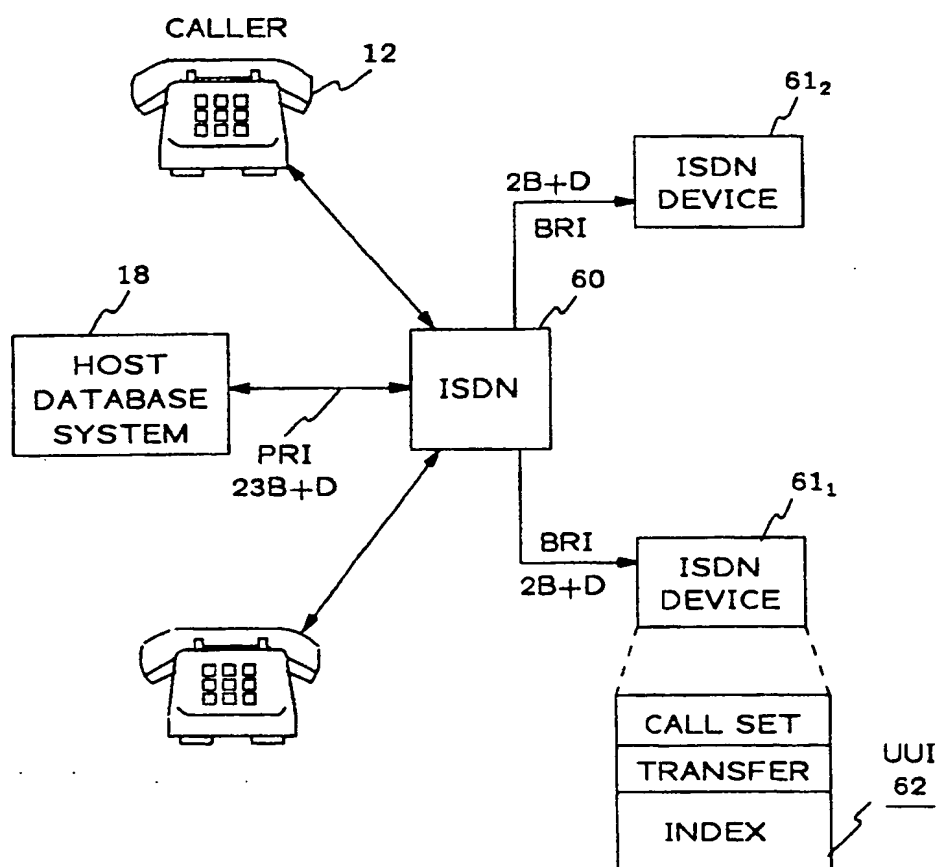 CALLER
12
61₂
ISDN
DEVICE
2B+D
BRI
18
HOST
DATABASE
SYSTEM
60
ISDN
PRI
23B+D
61₁
BRI
2B+D
ISDN
DEVICE
CALL SET
TRANSFER
INDEX
UUI
62